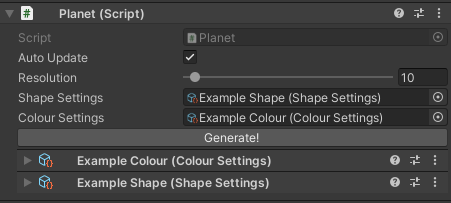 Planet (Script)
Script Planet
Auto Update
Resolution 10
Shape Settings Example Shape (Shape Settings)
Colour Settings Example Colour (Colour Settings)
Generate!
Example Colour (Colour Settings)
Example Shape (Shape Settings)